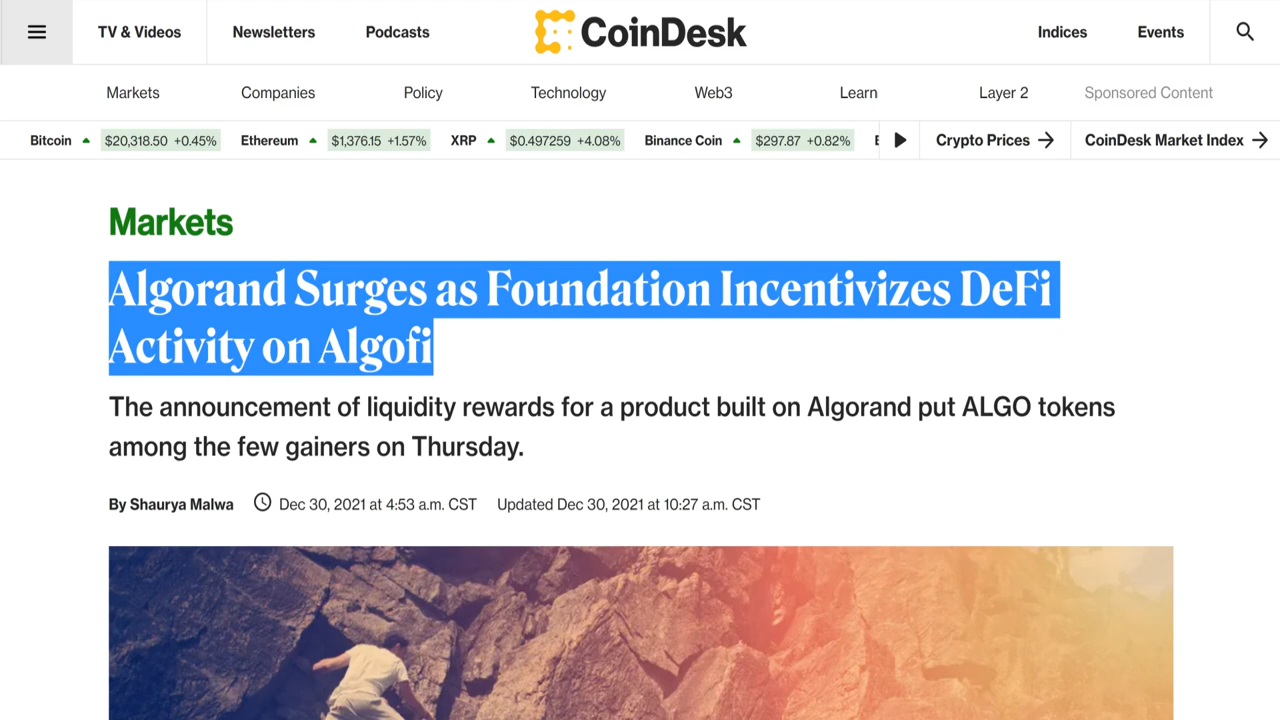 TV & Videos Newsletters Podcasts CoinDesk Indices Events
Markets Companies Policy Technology Web3 Learn Layer 2 Sponsored Content
Bitcoin $20,318.50 +0.45% Ethereum $1,376.15 +1.57% XRP $0.497259 +4.08% Binance Coin $297.87 +0.82% Crypto Prices → CoinDesk Market Index →
Markets
Algorand Surges as Foundation Incentivizes DeFi
Activity on Algofi
The announcement of liquidity rewards for a product built on Algorand put ALGO tokens
among the few gainers on Thursday.
By Shaurya Malwa Dec 30, 2021 at 4:53 a.m. CST Updated Dec 30, 2021 at 10:27 a.m. CST